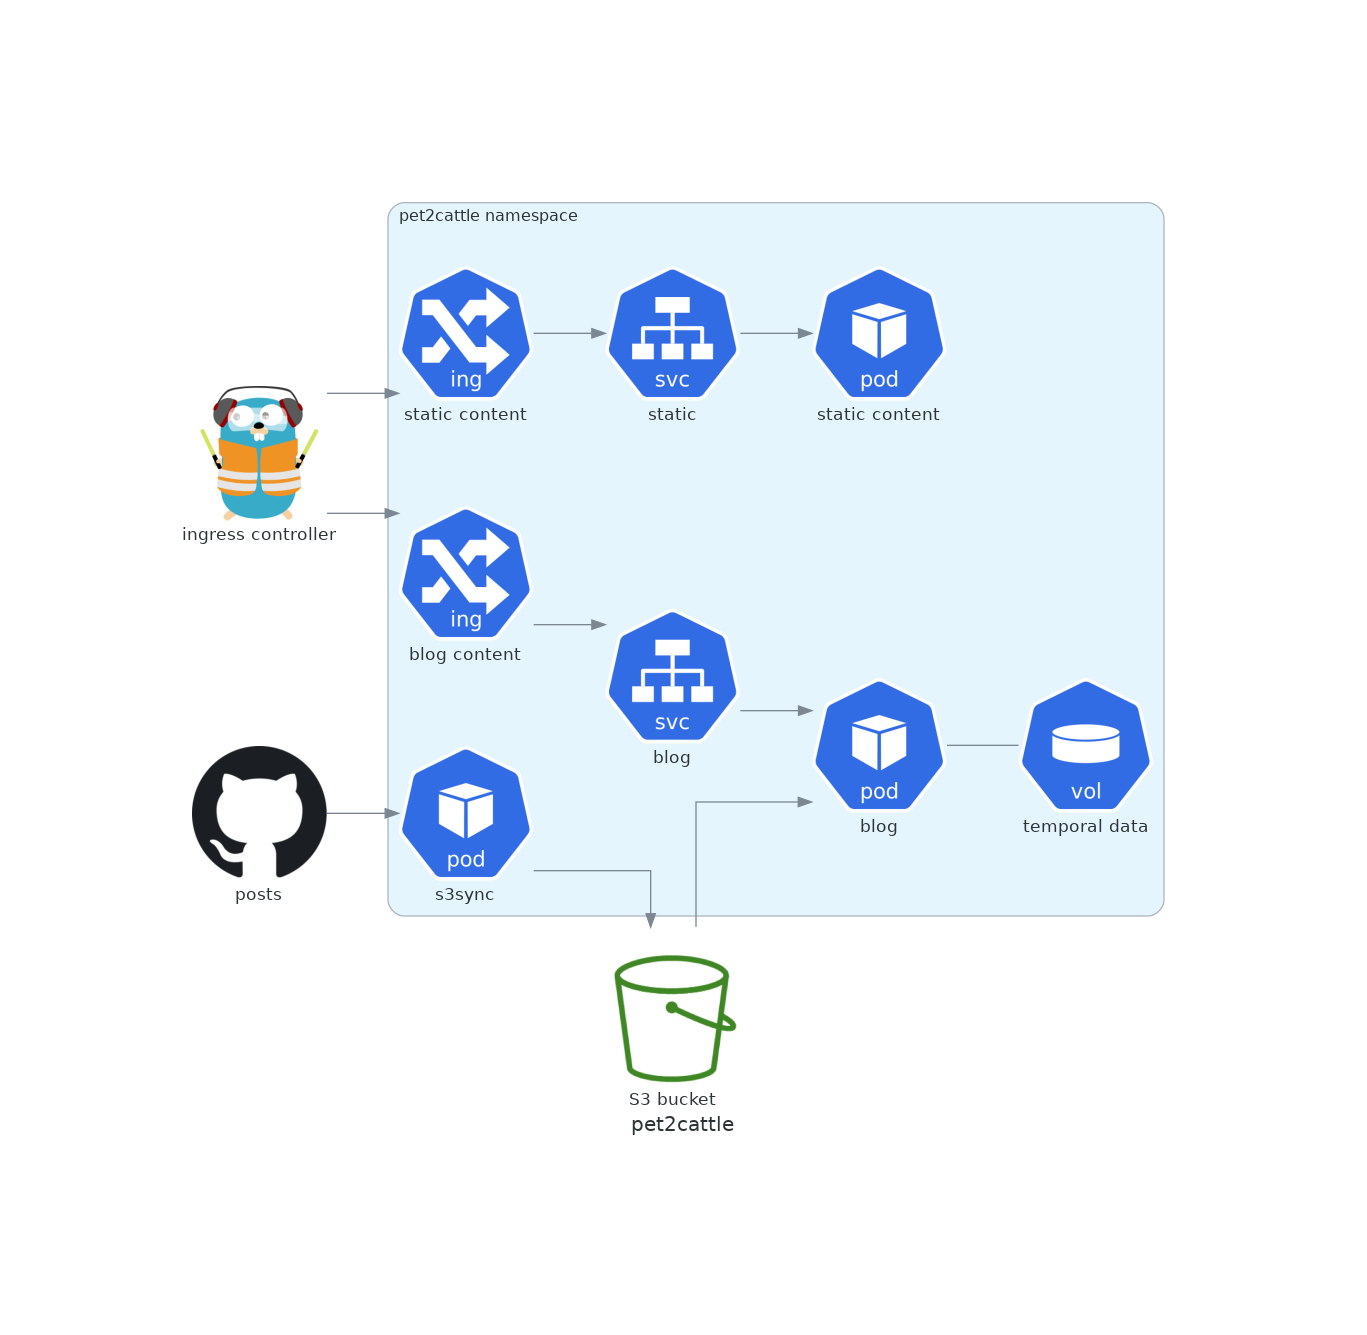 pet2cattle namespace
ing
svc
pod
static content
static
static content
ingress controller
ing
blog content
svc
blog
pod
vol
blog
temporal data
pod
posts
s3sync
S3 bucket
pet2cattle